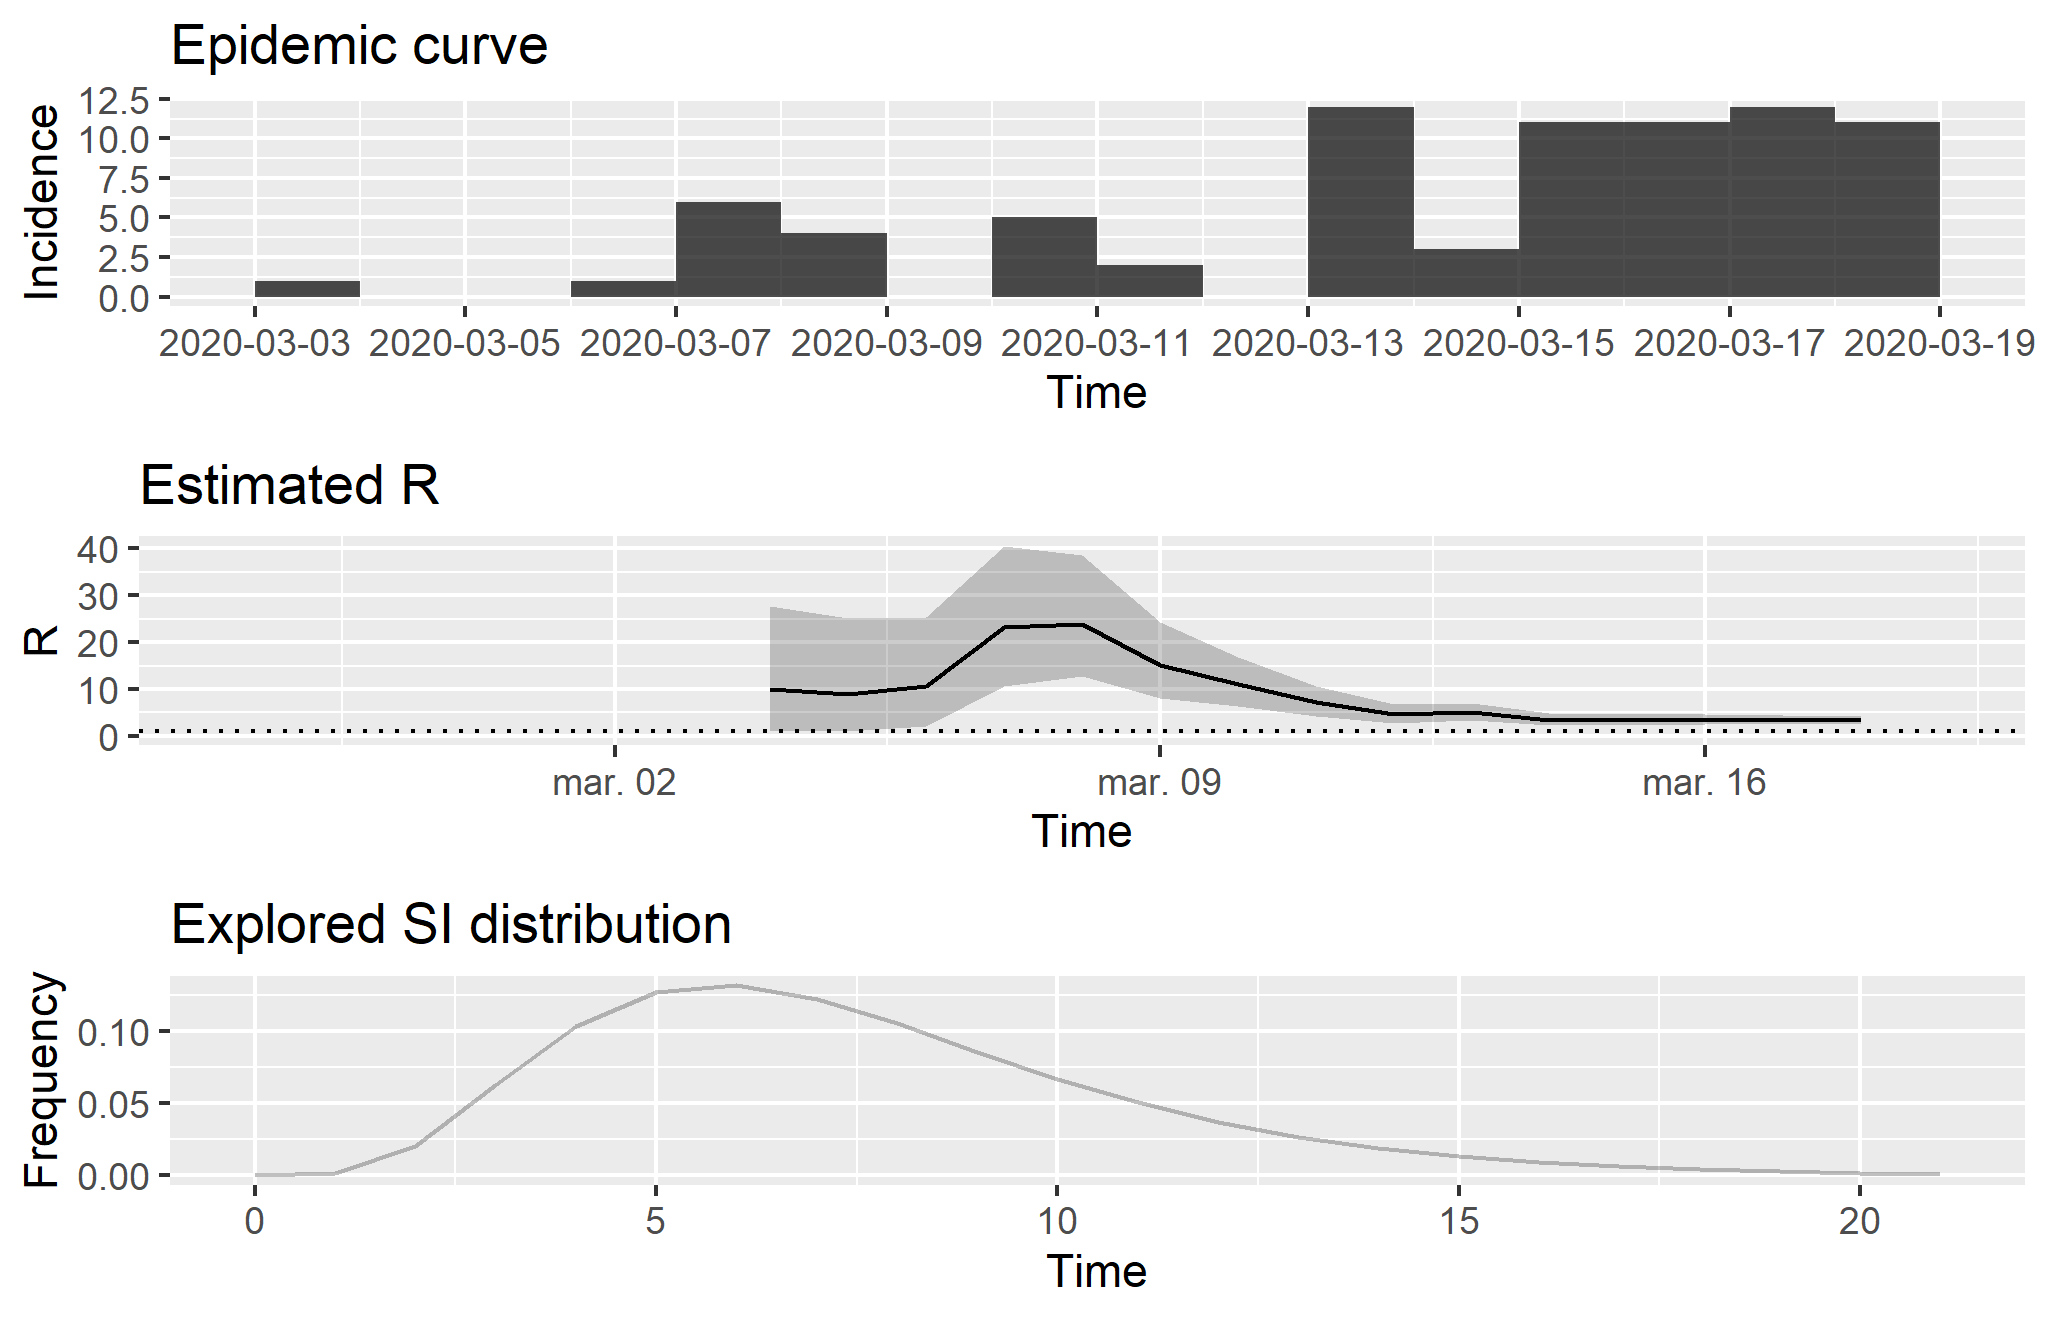 Epidemic curve
Incidence
12.5
10.0
7.5
5.0
2.5
0.0
2020-03-03 2020-03-05 2020-03-07 2020-03-09 2020-03-11 2020-03-13 2020-03-15 2020-03-17 2020-03-19
Time
Estimated R
R
40
30
20
10
0
mar. 02 mar. 09 mar. 16
Time
Explored SI distribution
Frequency
0.10
0.05
0.00
0 5 10 15 20
Time